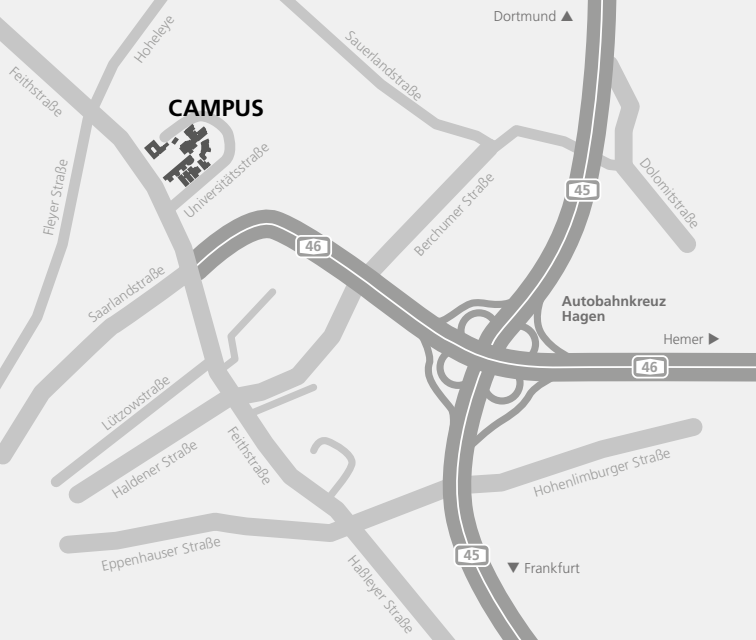 Dortmund ▲
Hoheleye
Sauerlandstraße
Feithstraße
CAMPUS
Fleyer Straße
Universitätsstraße
Berchumer Straße
Dolomitstraße
45
46
Saarlandstraße
Autobahnkreuz
Hagen
Hemer ▶
46
Lützowstraße
Haldener Straße
Feithstraße
Hohenlimburger Straße
Eppenhauser Straße
45
▼ Frankfurt
Haßleyer Straße